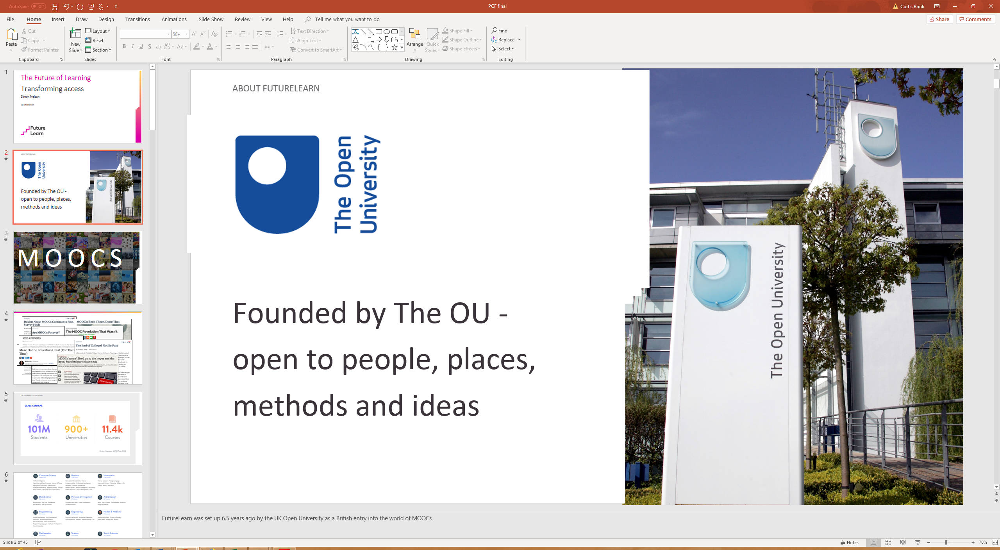 AutoSave Off
PCF final
Curtis Bonk
File Home Insert Draw Design Transitions Animations Slide Show Review View Help Tell me what you want to do
Share Comments
Paste
Cut
Copy
Format Painter
Clipboard
New
Slide
Layout
Reset
Section
Slides
50+
Font
Text Direction
Align Text
Convert to SmartArt
Paragraph
Arrange
Quick
Styles
Shape Fill
Shape Outline
Shape Effects
Drawing
Find
Replace
Select
Editing
1
The Future of Learning
Transforming access
Simon Nelson
@FutureLearn
Future
Learn
2
ABOUT FUTURELEARN
The Open
University
Founded by The OU -
open to people, places,
methods and ideas
The Open University
3
ABOUT FUTURELEARN
MOOCS
4
Doubts About MOOCs Continue to Rise,
Survey Finds
MOOCs: Been There, Done That
Are MOOCs Forever?
The MOOC Revolution That Wasn't
MOOCS: A POSTMORTEM
The End of College? Not So Fast
Make Online Education Great (For The
Time)
MOOCs haven't lived up to the hopes and the
hype, Stanford participants say
Online Learning
5
THE HIGHER EDUCATION MARKET
CLASS CENTRAL
101M
Students
900+
Universities
11.4k
Courses
By the Numbers: MOOCs in 2018
6
Computer Science
Business
Humanities
Data Science
Personal Development
Art & Design
Programming
Engineering
Health & Medicine
Mathematics
Science
Social Sciences
ABOUT FUTURELEARN
The Open
University
Founded by The OU -
open to people, places,
methods and ideas
The Open University
FutureLearn was set up 6.5 years ago by the UK Open University as a British entry into the world of MOOCs
Slide 2 of 45
Notes
78%